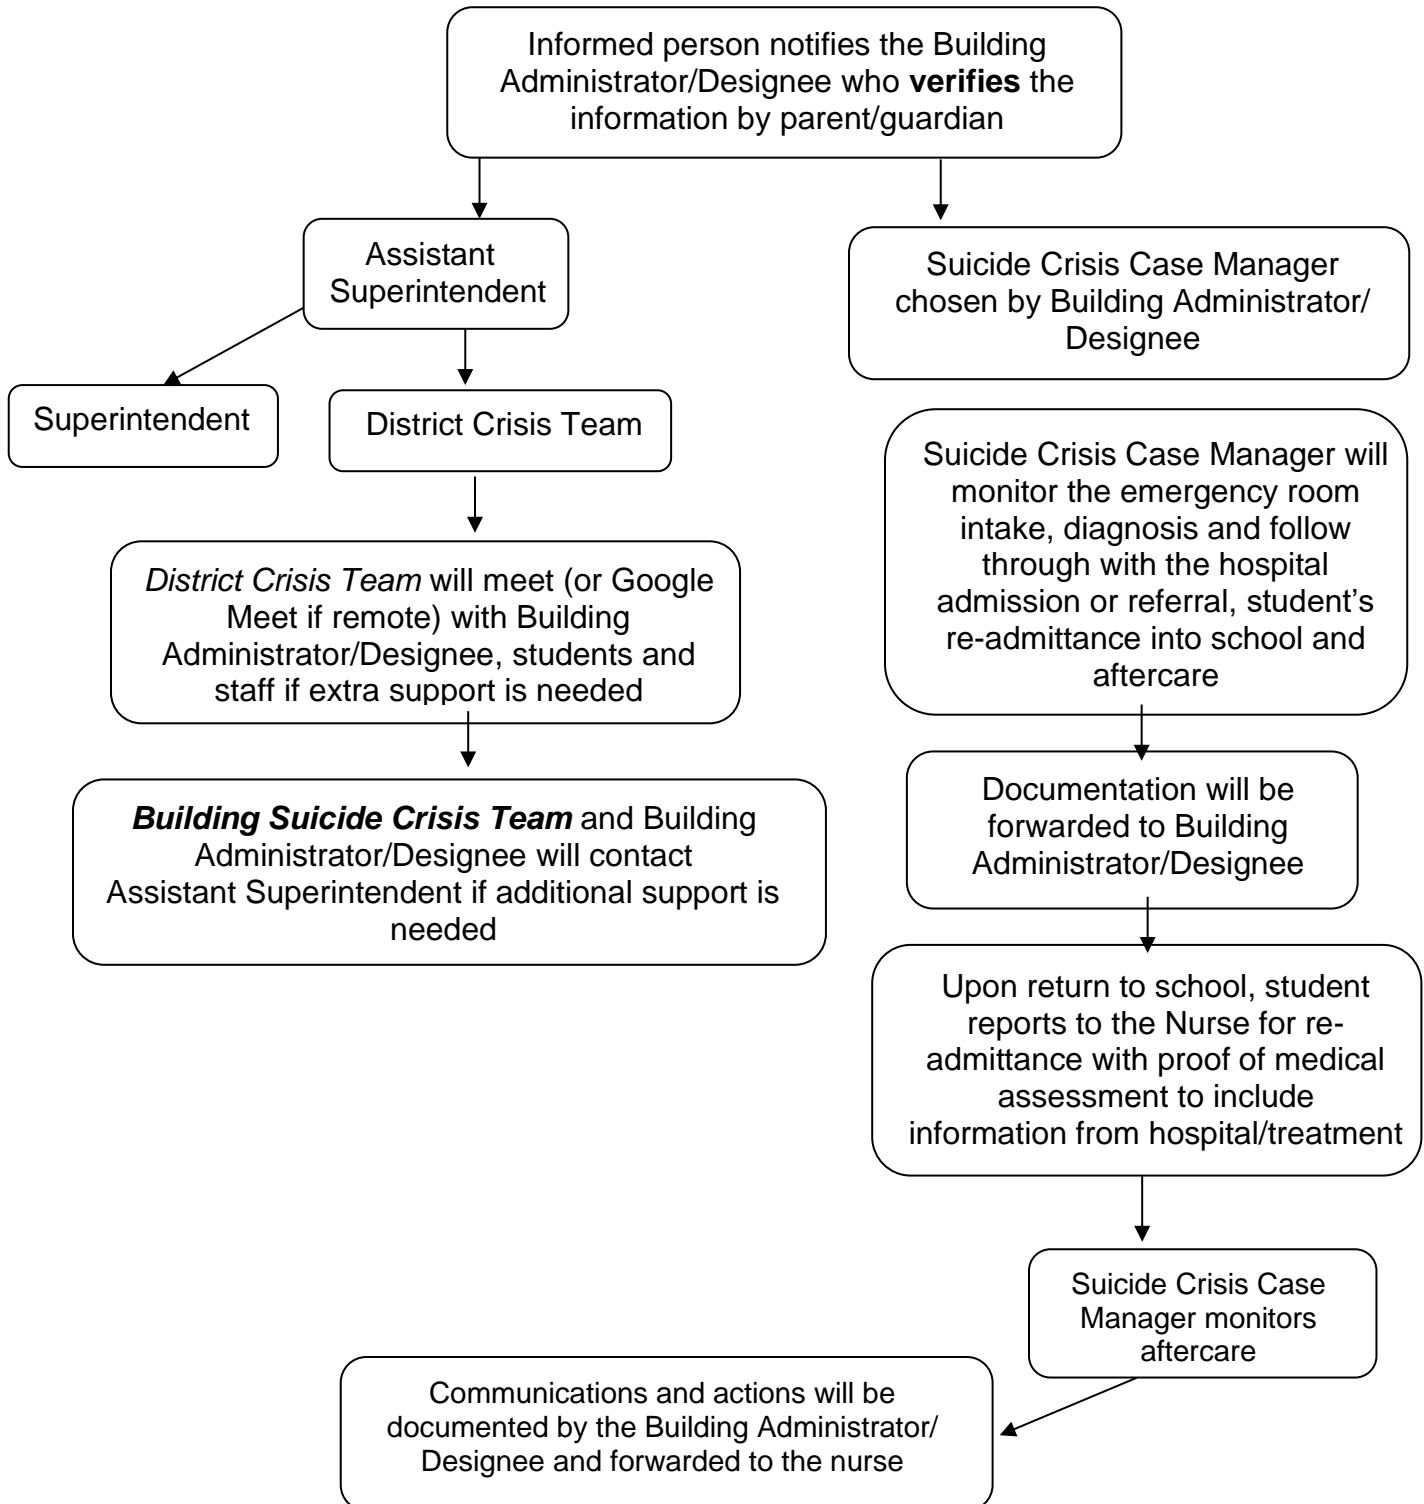 Informed person notifies the Building
Administrator/Designee who verifies the
information by parent/guardian
Assistant
Superintendent
Suicide Crisis Case Manager
chosen by Building Administrator/
Designee
Superintendent
District Crisis Team
Suicide Crisis Case Manager will
monitor the emergency room
intake, diagnosis and follow
through with the hospital
admission or referral, student’s
re-admittance into school and
aftercare
District Crisis Team will meet (or Google
Meet if remote) with Building
Administrator/Designee, students and
staff if extra support is needed
Building Suicide Crisis Team and Building
Administrator/Designee will contact
Assistant Superintendent if additional support is
needed
Documentation will be
forwarded to Building
Administrator/Designee
Upon return to school, student
reports to the Nurse for re-
admittance with proof of medical
assessment to include
information from hospital/treatment
Suicide Crisis Case
Manager monitors
aftercare
Communications and actions will be
documented by the Building Administrator/
Designee and forwarded to the nurse